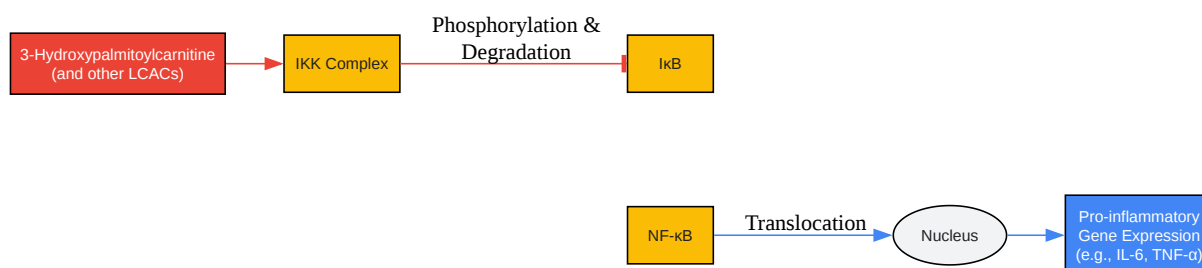 3-Hydroxypalmitoylcarnitine
(and other LCACs)
IKK Complex
Phosphorylation &
Degradation
IκB
NF-κB
Translocation
Nucleus
Pro-inflammatory
Gene Expression
(e.g., IL-6, TNF-α)